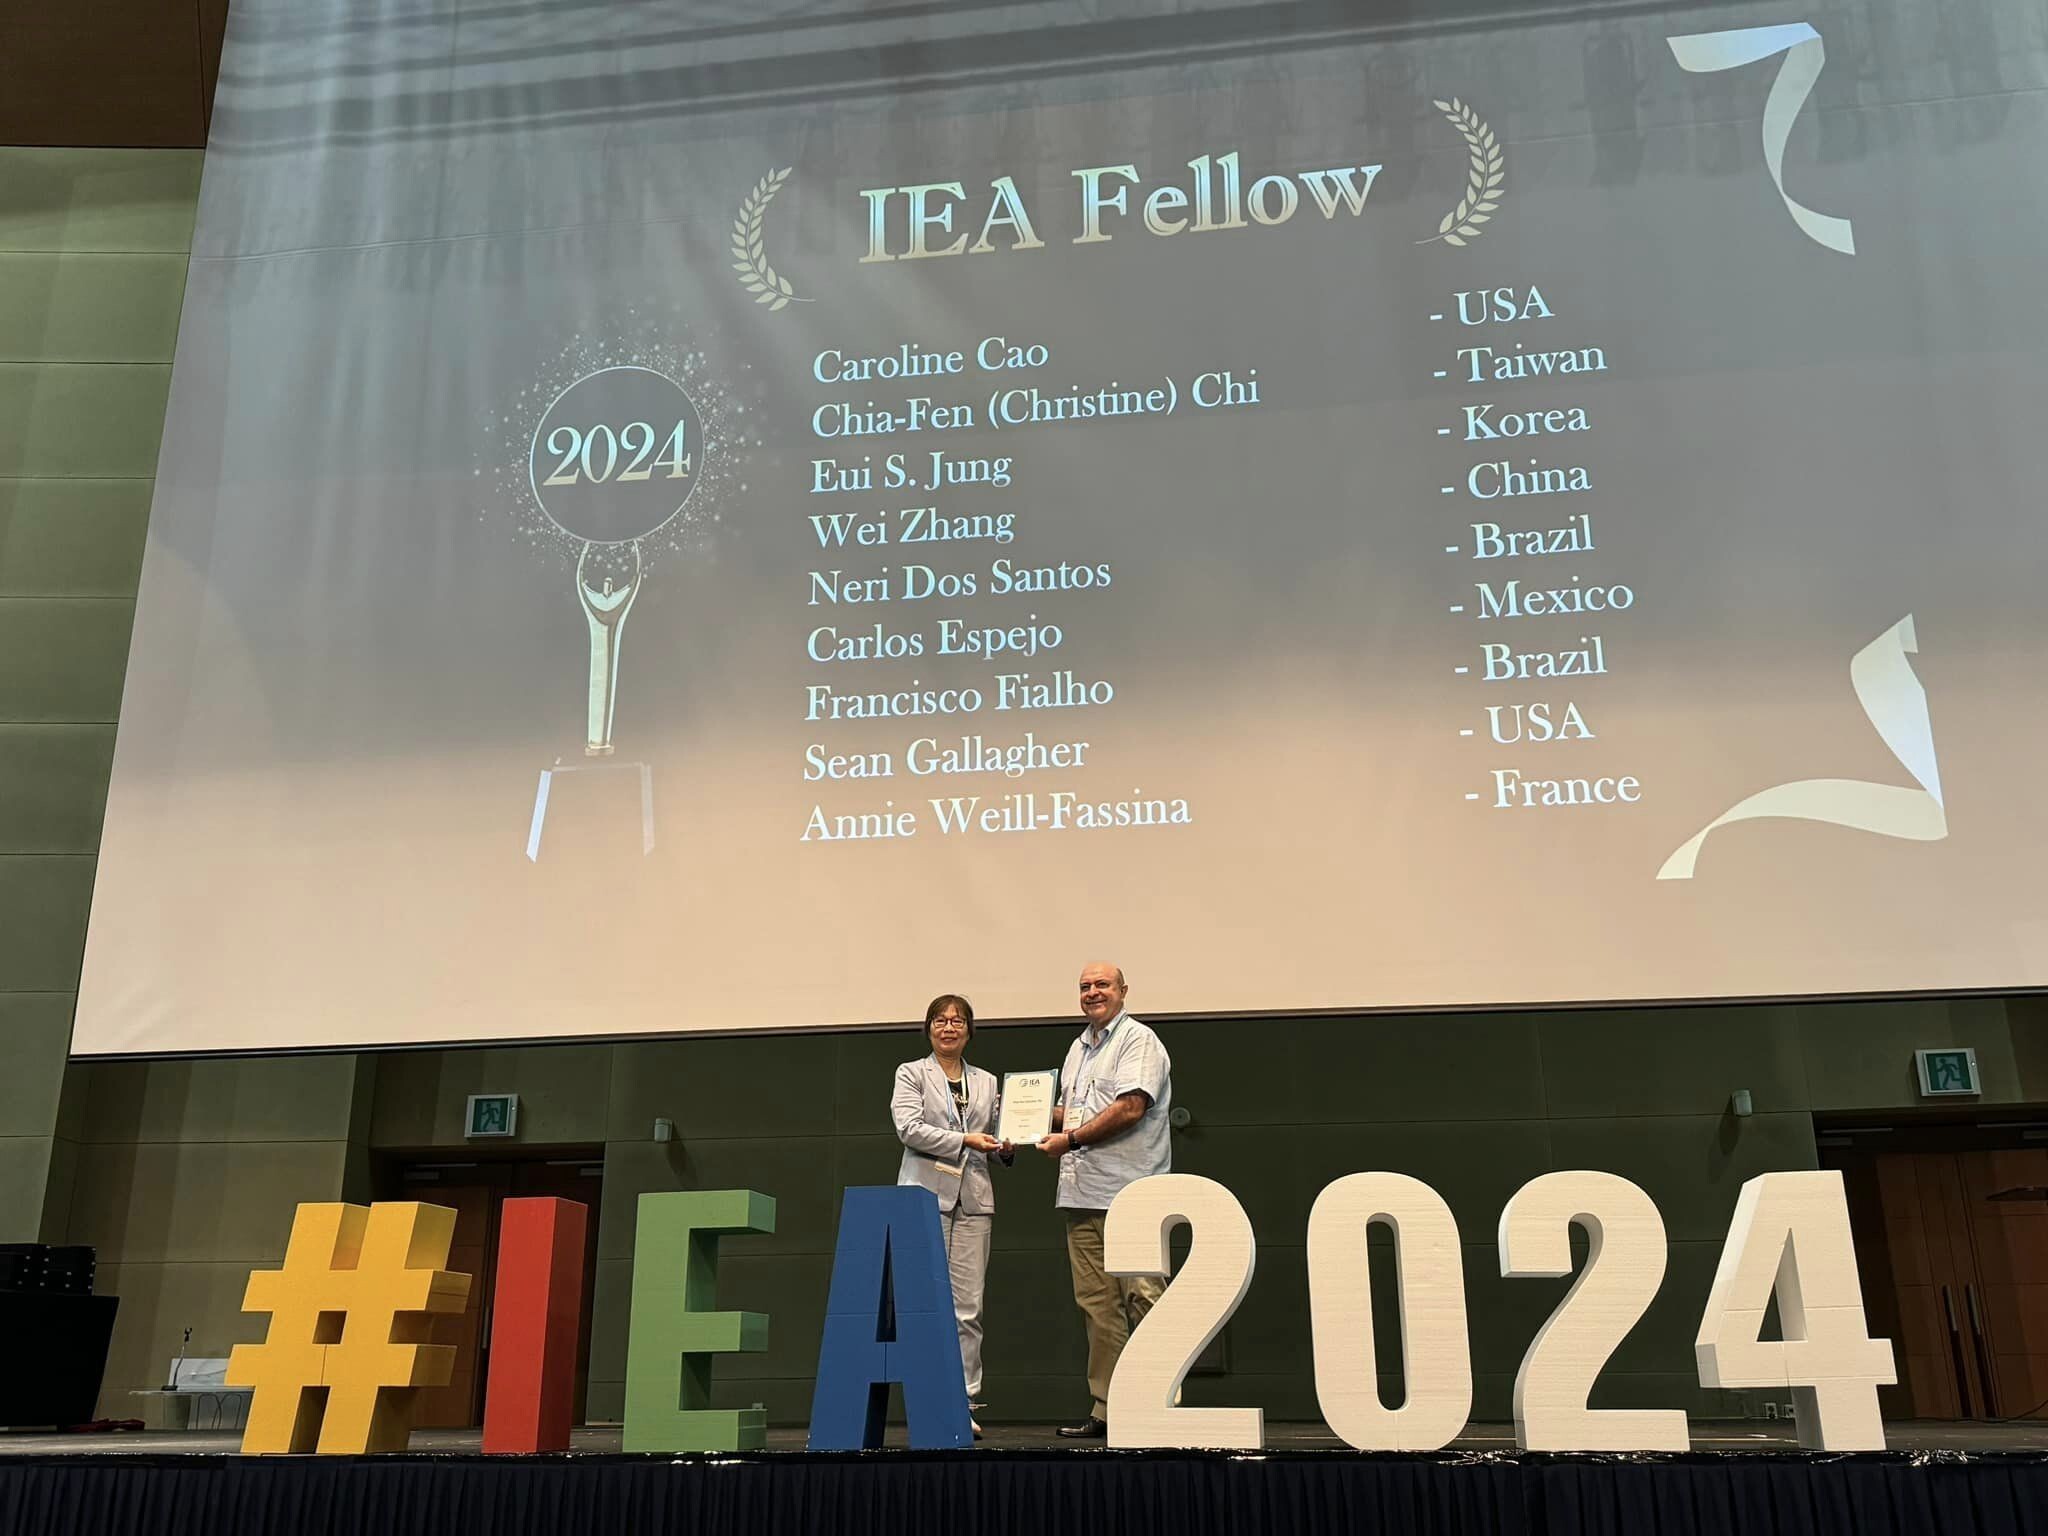 IEA Fellow
2024
Caroline Cao - USA
Chia-Fen (Christine) Chi - Taiwan
Eui S. Jung - Korea
Wei Zhang - China
Neri Dos Santos - Brazil
Carlos Espejo - Mexico
Francisco Fialho - Brazil
Sean Gallagher - USA
Annie Weill-Fassina - France
IEA
#IEA 2024